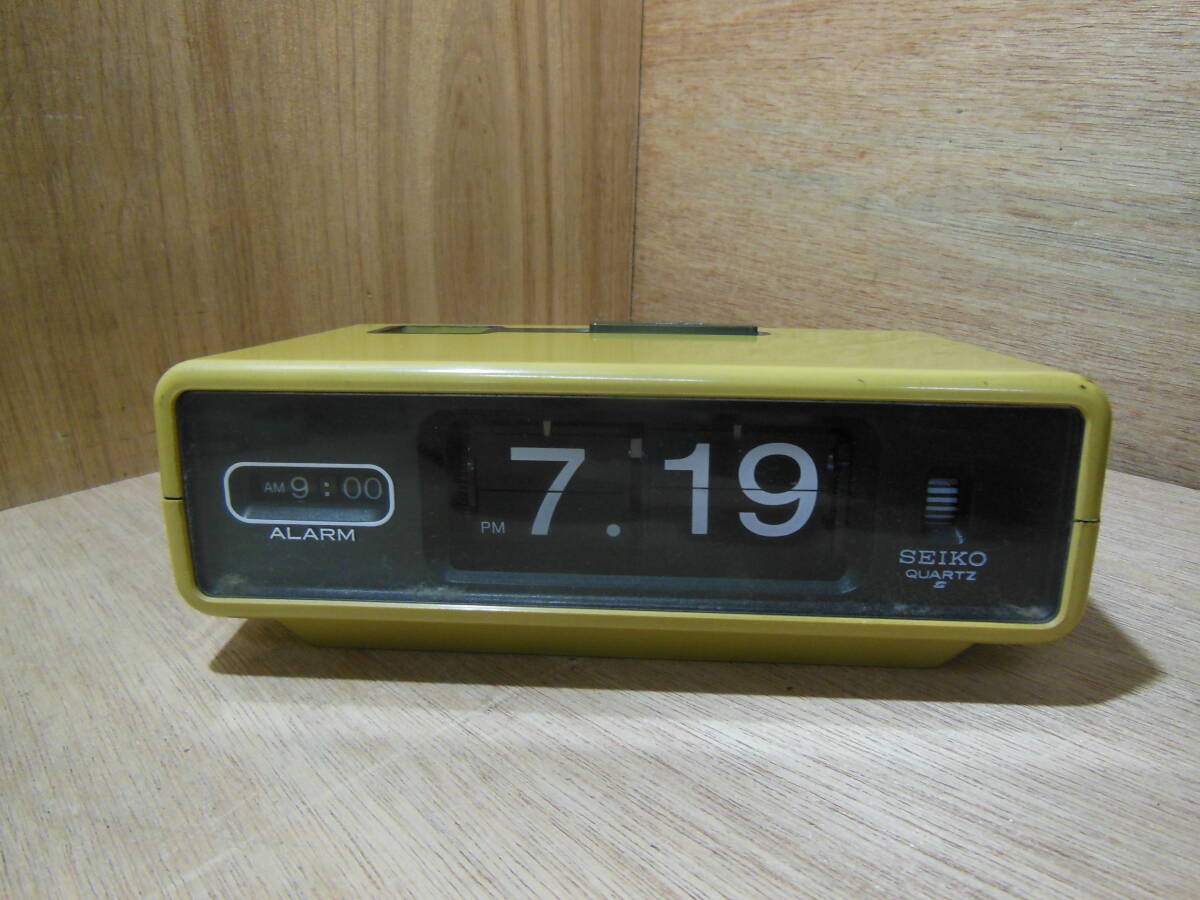 AM 9:00
ALARM
PM 7.19
SEIKO
QUARTZ